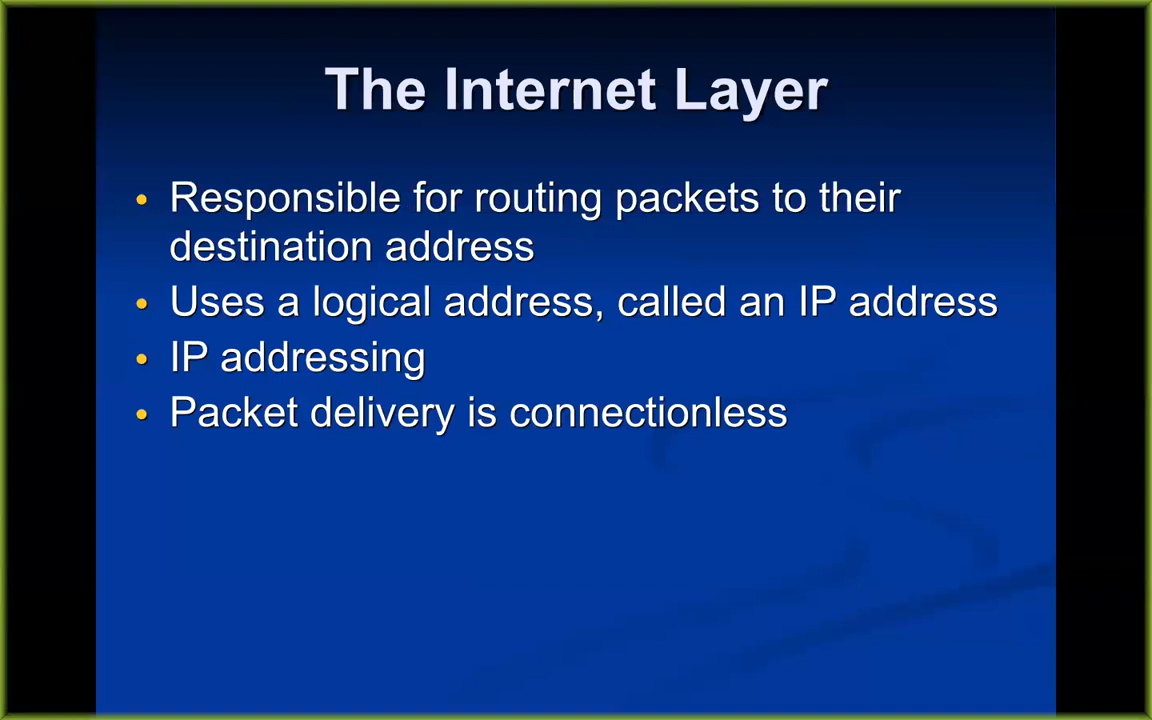 The Internet Layer
• Responsible for routing packets to their
destination address
• Uses a logical address, called an IP address
• IP addressing
• Packet delivery is connectionless